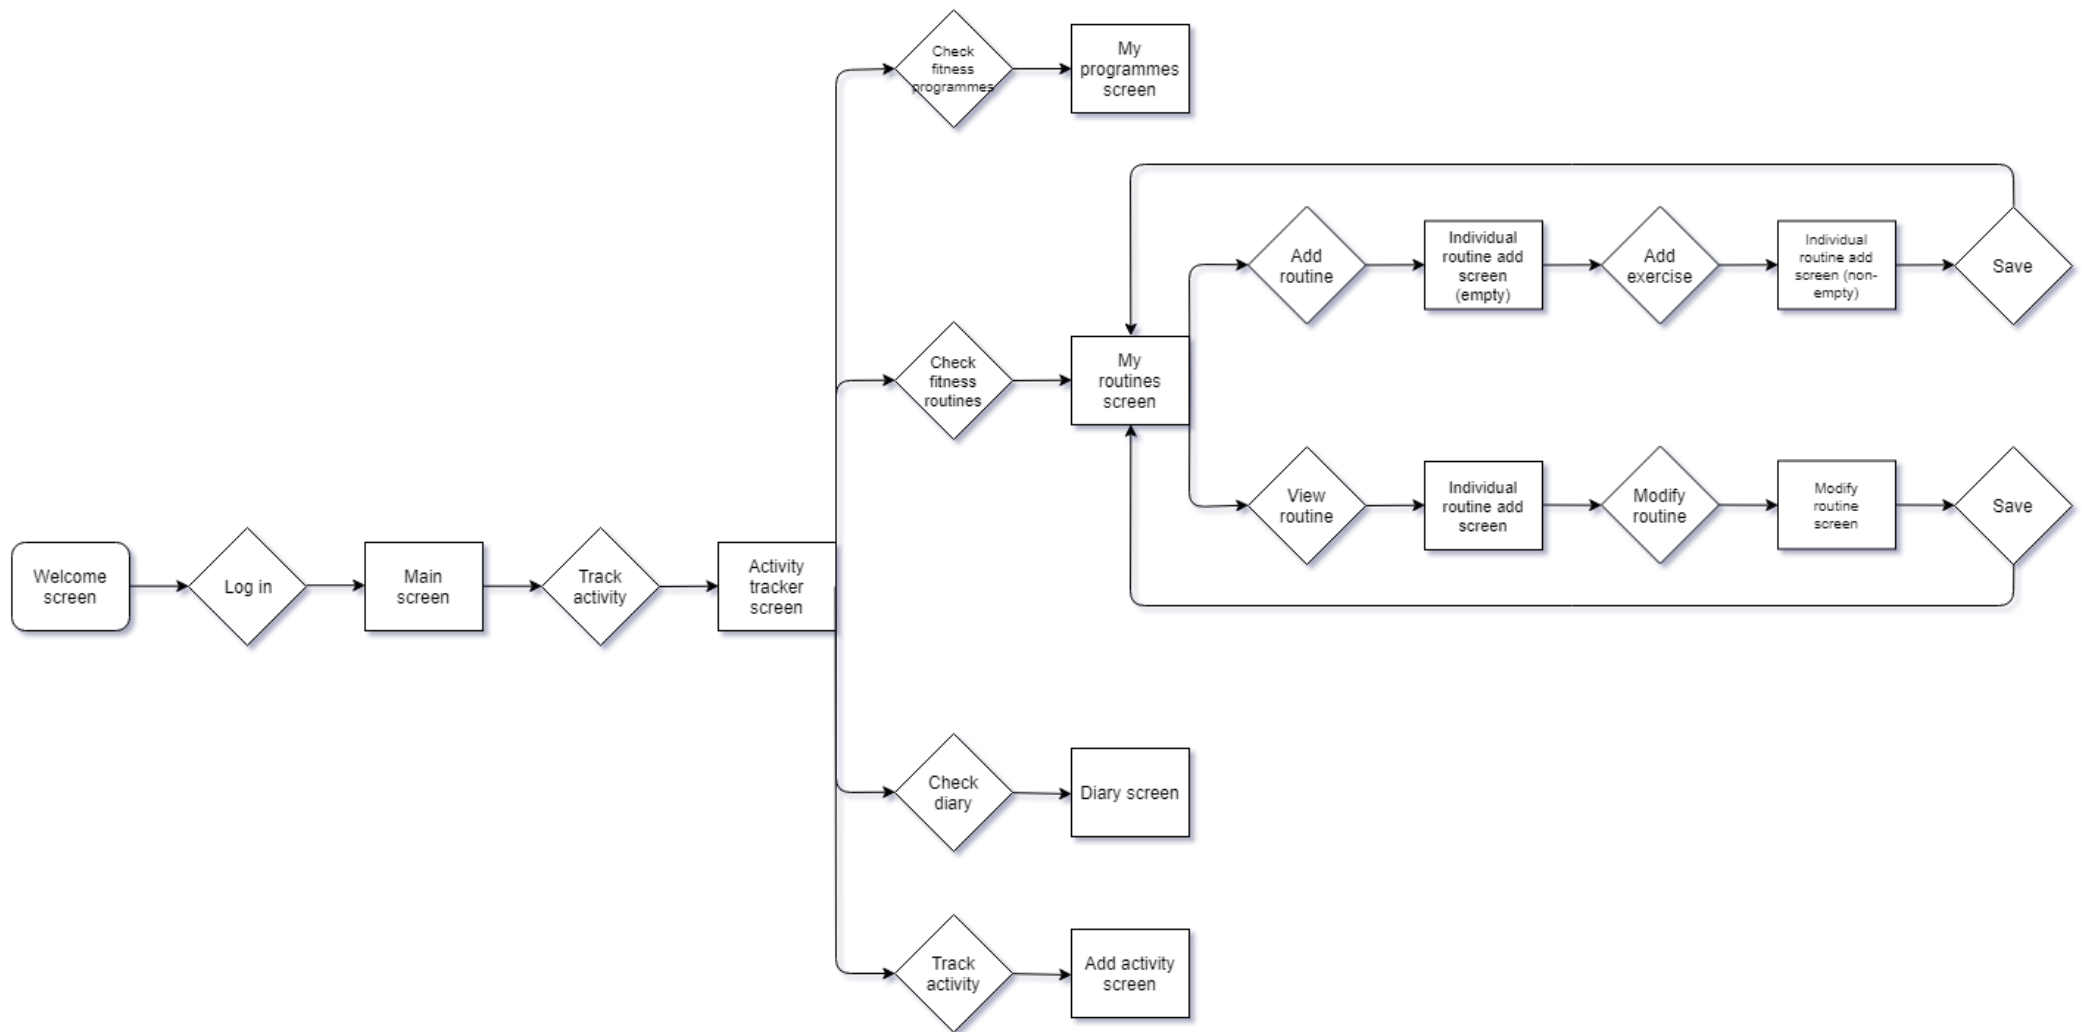 Check
fitness
programmes
My
programmes
screen
Add
routine
Individual
routine add
screen
(empty)
Add
exercise
Individual
routine add
screen (non-
empty)
Save
Check
fitness
routines
My
routines
screen
View
routine
Individual
routine add
screen
Modify
routine
Modify
routine
screen
Save
Welcome
screen
Log in
Main
screen
Track
activity
Activity
tracker
screen
Check
diary
Diary screen
Track
activity
Add activity
screen